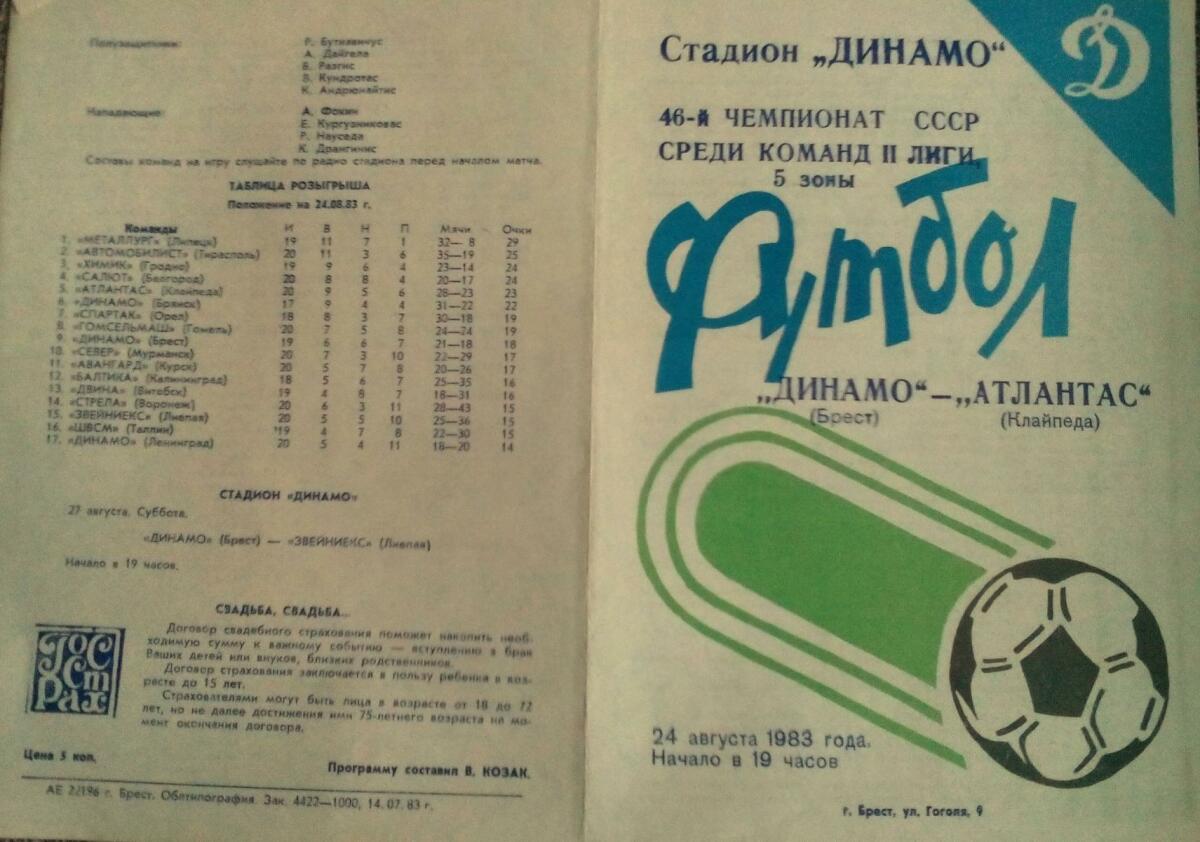 Полузащитники:
Р. Буткявичус
А. Дайгела
Б. Разгис
В. Кундротас
К. Андрюнайтис
Нападающие:
А. Фокин
Е. Кургузниковас
Р. Науседа
К. Дрангинис
Составы команд на игру слушайте по радио стадиона перед началом матча.
ТАБЛИЦА РОЗЫГРЫША
Положение на 24.08.83 г.
Команды И В Н П Мячи Очки
1. «МЕТАЛЛУРГ» (Липецк) 19 11 7 1 32—8 29
2. «АВТОМОБИЛИСТ» (Тирасполь) 20 11 3 6 35—19 25
3. «ХИМИК» (Гродно) 19 9 6 4 23—14 24
4. «САЛЮТ» (Белгород) 20 8 8 4 20—17 24
5. «АТЛАНТАС» (Клайпеда) 20 9 5 6 28—23 23
6. «ДИНАМО» (Брянск) 17 9 4 4 31—22 22
7. «СПАРТАК» (Орел) 18 8 3 7 30—18 19
8. «ГОМСЕЛЬМАШ» (Гомель) 20 7 5 8 24—24 19
9. «ДИНАМО» (Брест) 19 6 6 7 21—18 18
10. «СЕВЕР» (Мурманск) 20 7 3 10 22—29 17
11. «АВАНГАРД» (Курск) 20 5 7 8 20—26 17
12. «БАЛТИКА» (Калининград) 18 5 6 7 25—35 16
13. «ДВИНА» (Витебск) 19 4 8 7 18—31 16
14. «СТРЕЛА» (Воронеж) 20 6 3 11 28—43 15
15. «ЗВЕЙНИЕКС» (Лиепая) 20 5 5 10 25—36 15
16. «ШВСМ» (Таллин) 19 4 7 8 22—30 15
17. «ДИНАМО» (Ленинград) 20 5 4 11 18—20 14
СТАДИОН «ДИНАМО»
27 августа. Суббота.
«ДИНАМО» (Брест) — «ЗВЕЙНИЕКС» (Лиепая)
Начало в 19 часов.
СВАДЬБА, СВАДЬБА...
Договор свадебного страхования поможет накопить необ-
ходимую сумму к важному событию — вступлению в брак
Ваших детей или внуков, близких родственников.
Договор страхования заключается в пользу ребенка в воз-
расте до 15 лет.
Страхователями могут быть лица в возрасте от 18 до 72
лет, но не далее достижения ими 75-летнего возраста на мо-
мент окончания договора.
ГОС
СТ
РАХ
Цена 5 коп.
Программу составил В. КОЗАК.
АЕ 22196 г. Брест. Облтипография. Зак. 4422—1000, 14.07. 83 г.
Стадион „ДИНАМО“
Д
46-й ЧЕМПИОНАТ СССР
СРЕДИ КОМАНД II ЛИГИ,
5 зоны
Футбол
„ДИНАМО“—„АТЛАНТАС“
(Брест) (Клайпеда)
24 августа 1983 года.
Начало в 19 часов
г. Брест, ул. Гоголя, 9